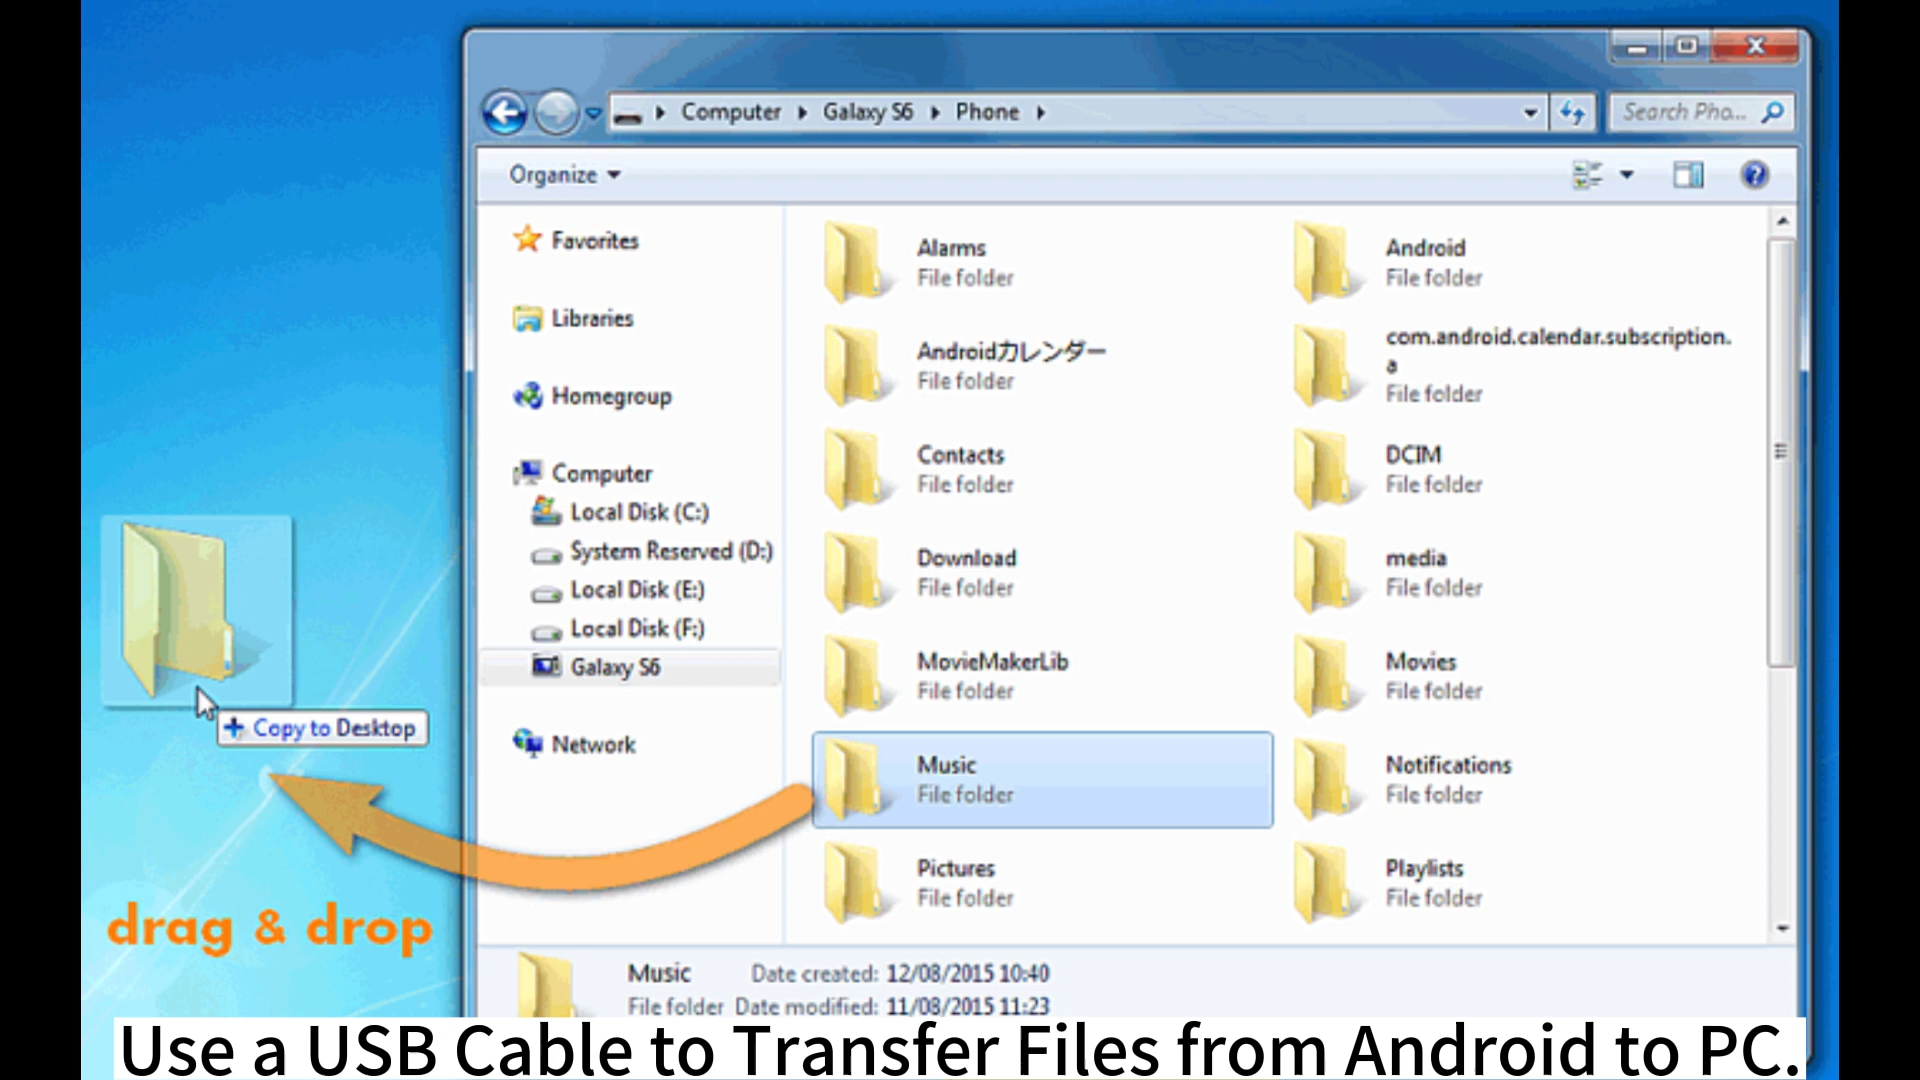 Computer Galaxy S6 Phone
Search Pho...
Organize
Favorites
Libraries
Homegroup
Computer
Local Disk (C:)
System Reserved (D:)
Local Disk (E:)
Local Disk (F:)
Galaxy S6
Network
Alarms
File folder
Android
File folder
Androidカレンダー
File folder
com.android.calendar.subscription.
a
File folder
Contacts
File folder
DCIM
File folder
Download
File folder
media
File folder
MovieMakerLib
File folder
Movies
File folder
Music
File folder
Notifications
File folder
Pictures
File folder
Playlists
File folder
Copy to Desktop
drag & drop
Music Date created: 12/08/2015 10:40
File folder Date modified: 11/08/2015 11:23
Use a USB Cable to Transfer Files from Android to PC.